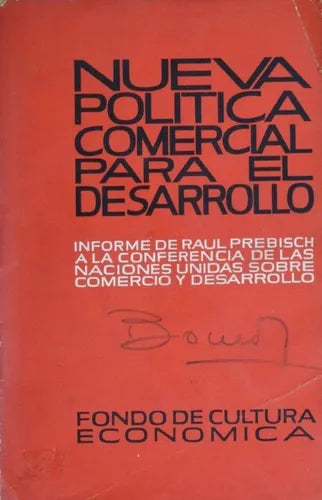 NUEVA
POLITICA
COMERCIAL
PARA EL
DESARROLLO
INFORME DE RAUL PREBISCH
A LA CONFERENCIA DE LAS
NACIONES UNIDAS SOBRE
COMERCIO Y DESARROLLO
FONDO DE CULTURA
ECONOMICA